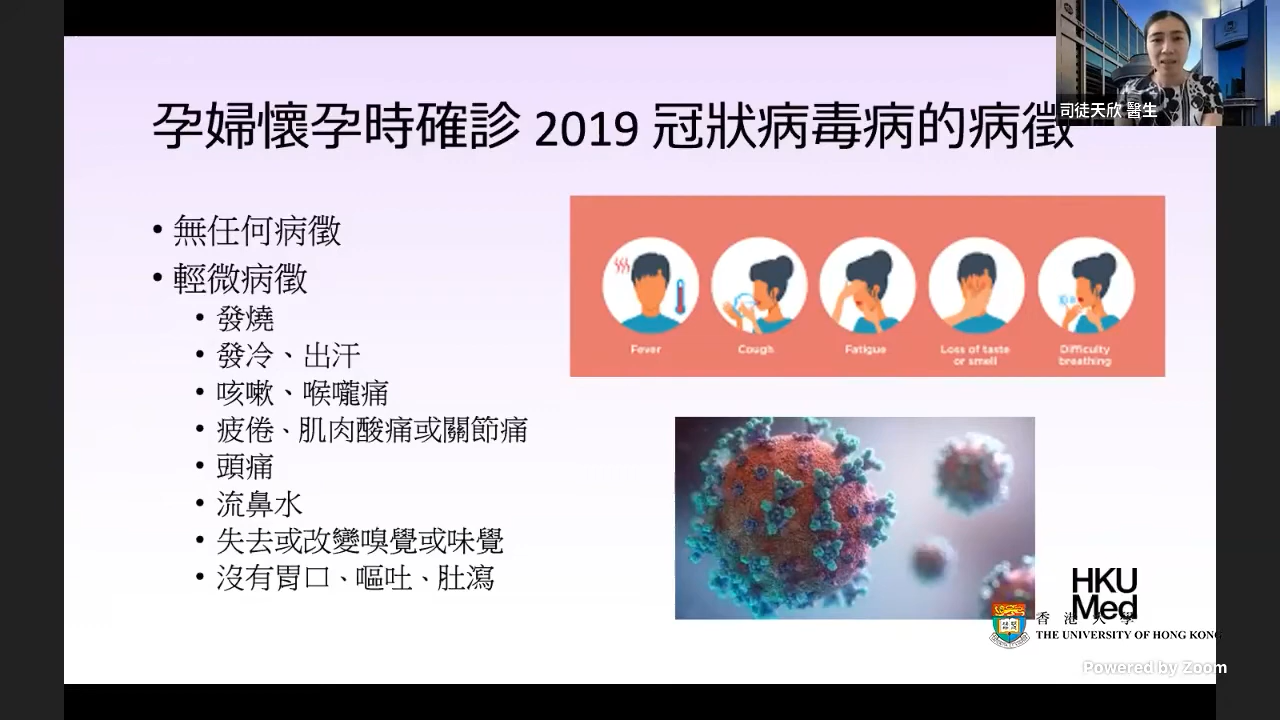 孕婦懷孕時確診 2019 冠狀病毒病的病徵
司徒天欣 醫生
• 無任何病徵
• 輕微病徵
• 發燒
• 發冷、出汗
• 咳嗽、喉嚨痛
• 疲倦、肌肉酸痛或關節痛
• 頭痛
• 流鼻水
• 失去或改變嗅覺或味覺
• 沒有胃口、嘔吐、肚瀉
Fever
Cough
Fatigue
Loss of taste
or smell
Difficulty
breathing
HKU
Med
香港大學
THE UNIVERSITY OF HONG KONG
Powered by Zoom